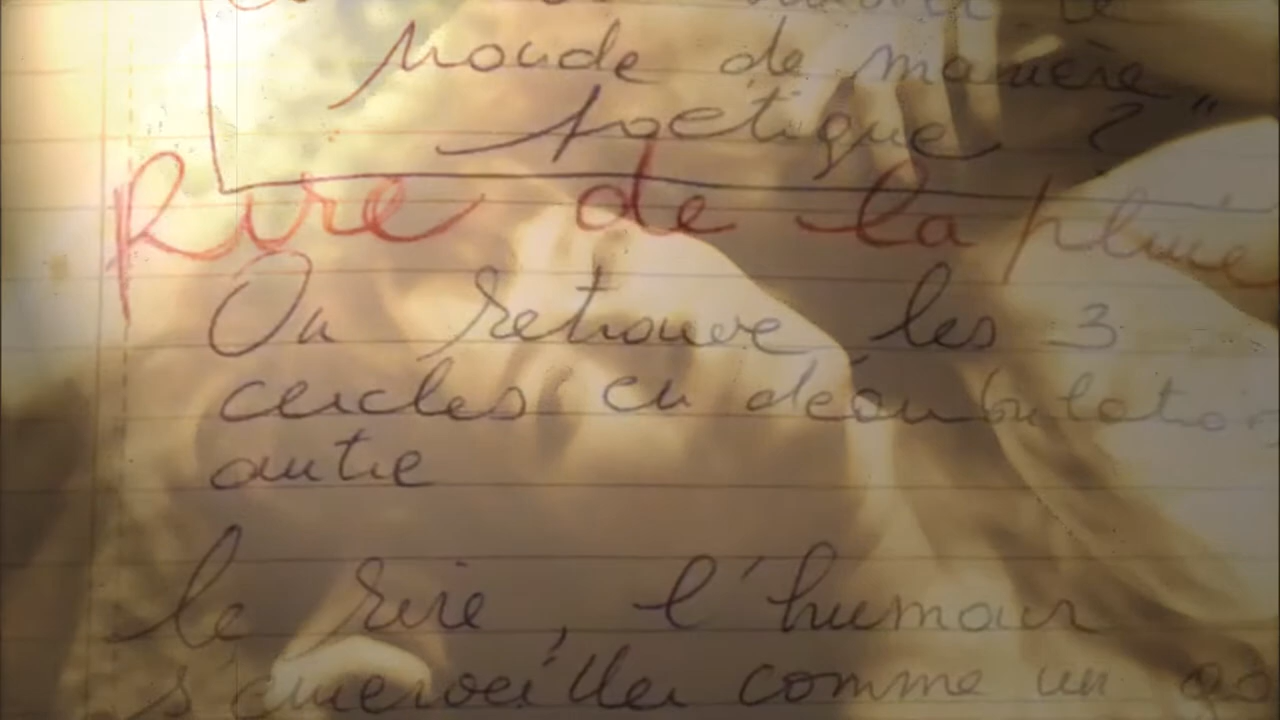 monde de manière "
poétique ?
Rire de la pluie
On retrouve les 3
cercles en déambulation
autre
le rire, l'humour
s'émerveiller comme un